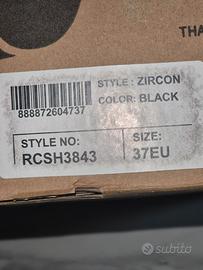 THA
STYLE : ZIRCON
COLOR: BLACK
888872604737
STYLE NO:
RCSH3843
SIZE:
37EU
subito